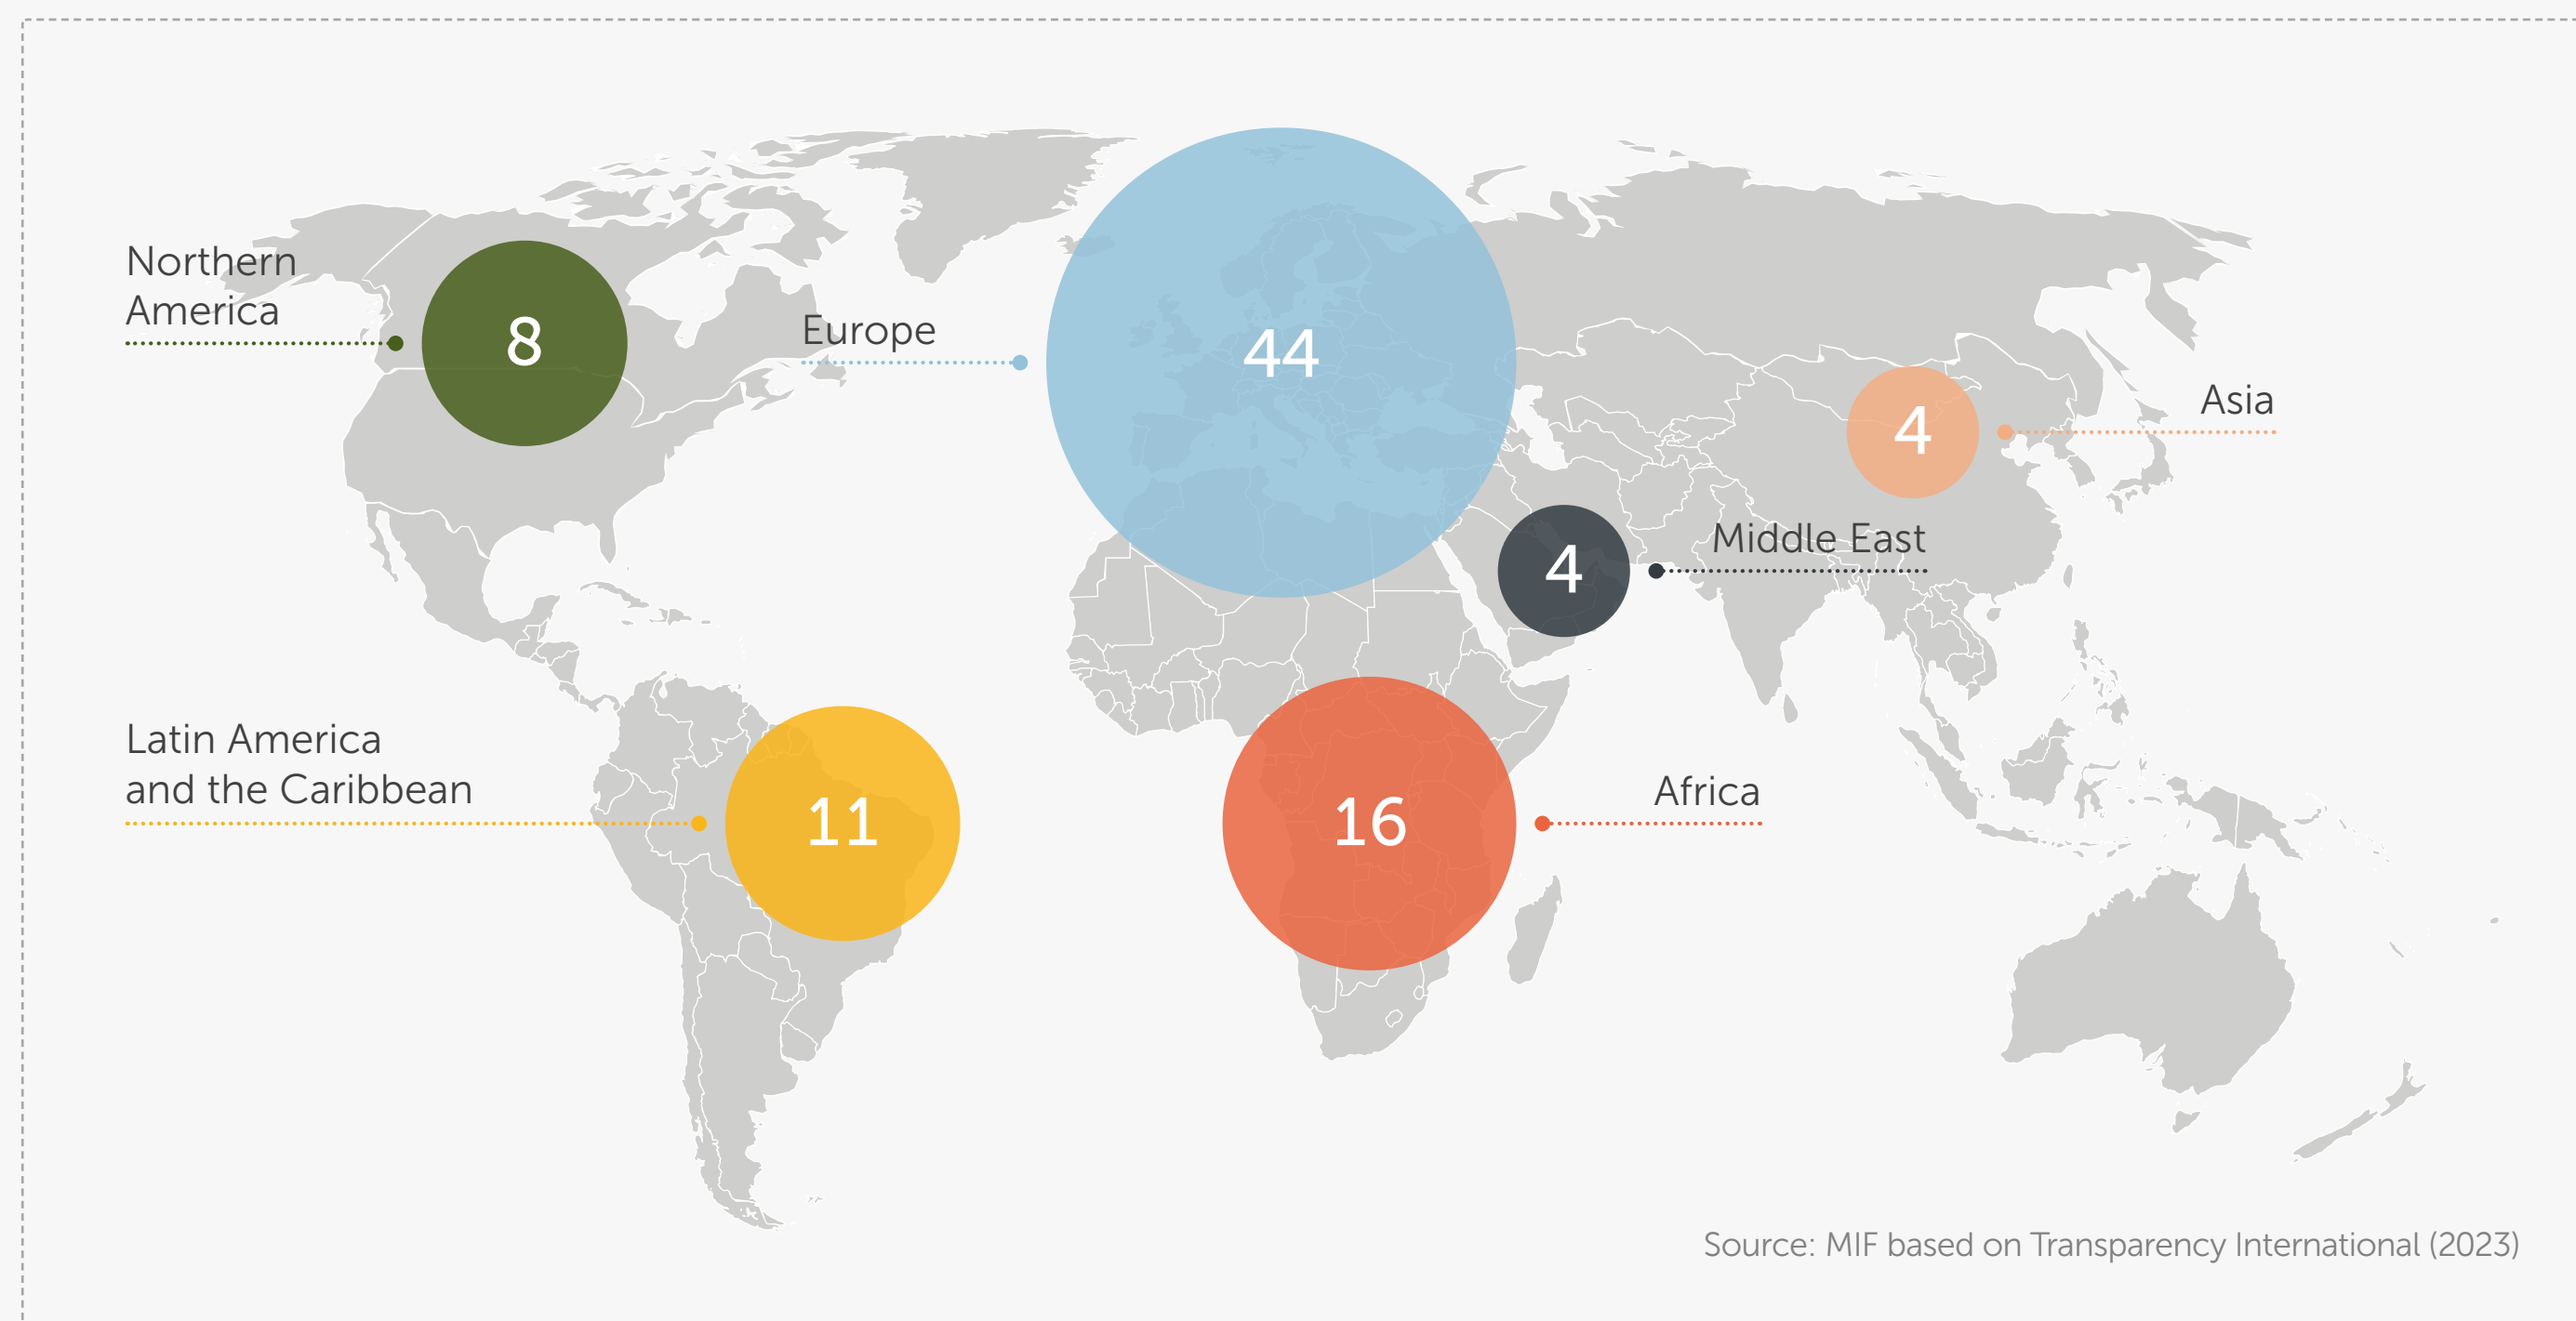 Northern
America
8
Europe
44
4
Asia
4
Middle East
Latin America
and the Caribbean
11
16
Africa
Source: MIF based on Transparency International (2023)